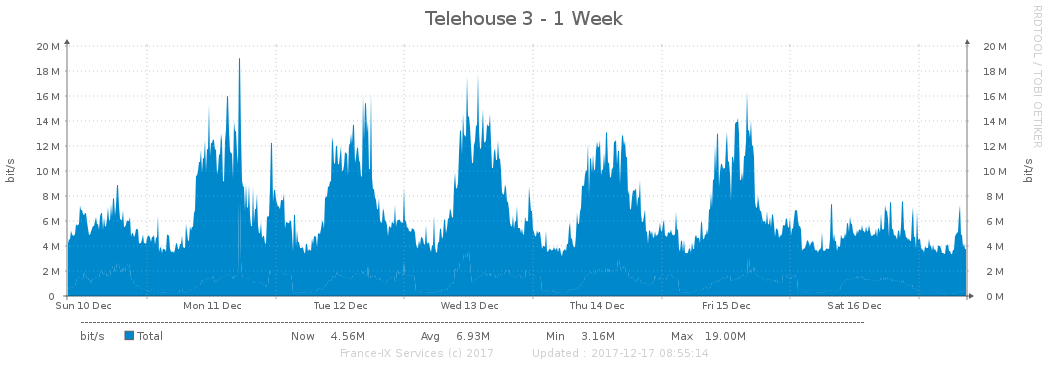 Telehouse 3 - 1 Week
RRDTOOL / TOBI OETIKER
20 M 20 M
18 M 18 M
16 M 16 M
14 M 14 M
12 M 12 M
10 M 10 M
8 M 8 M
6 M 6 M
4 M 4 M
2 M 2 M
0 0 M
bit/s bit/s
Sun 10 Dec Mon 11 Dec Tue 12 Dec Wed 13 Dec Thu 14 Dec Fri 15 Dec Sat 16 Dec
bit/s Total Now 4.56M Avg 6.93M Min 3.16M Max 19.00M
France-IX Services (c) 2017 Updated : 2017-12-17 08:55:14